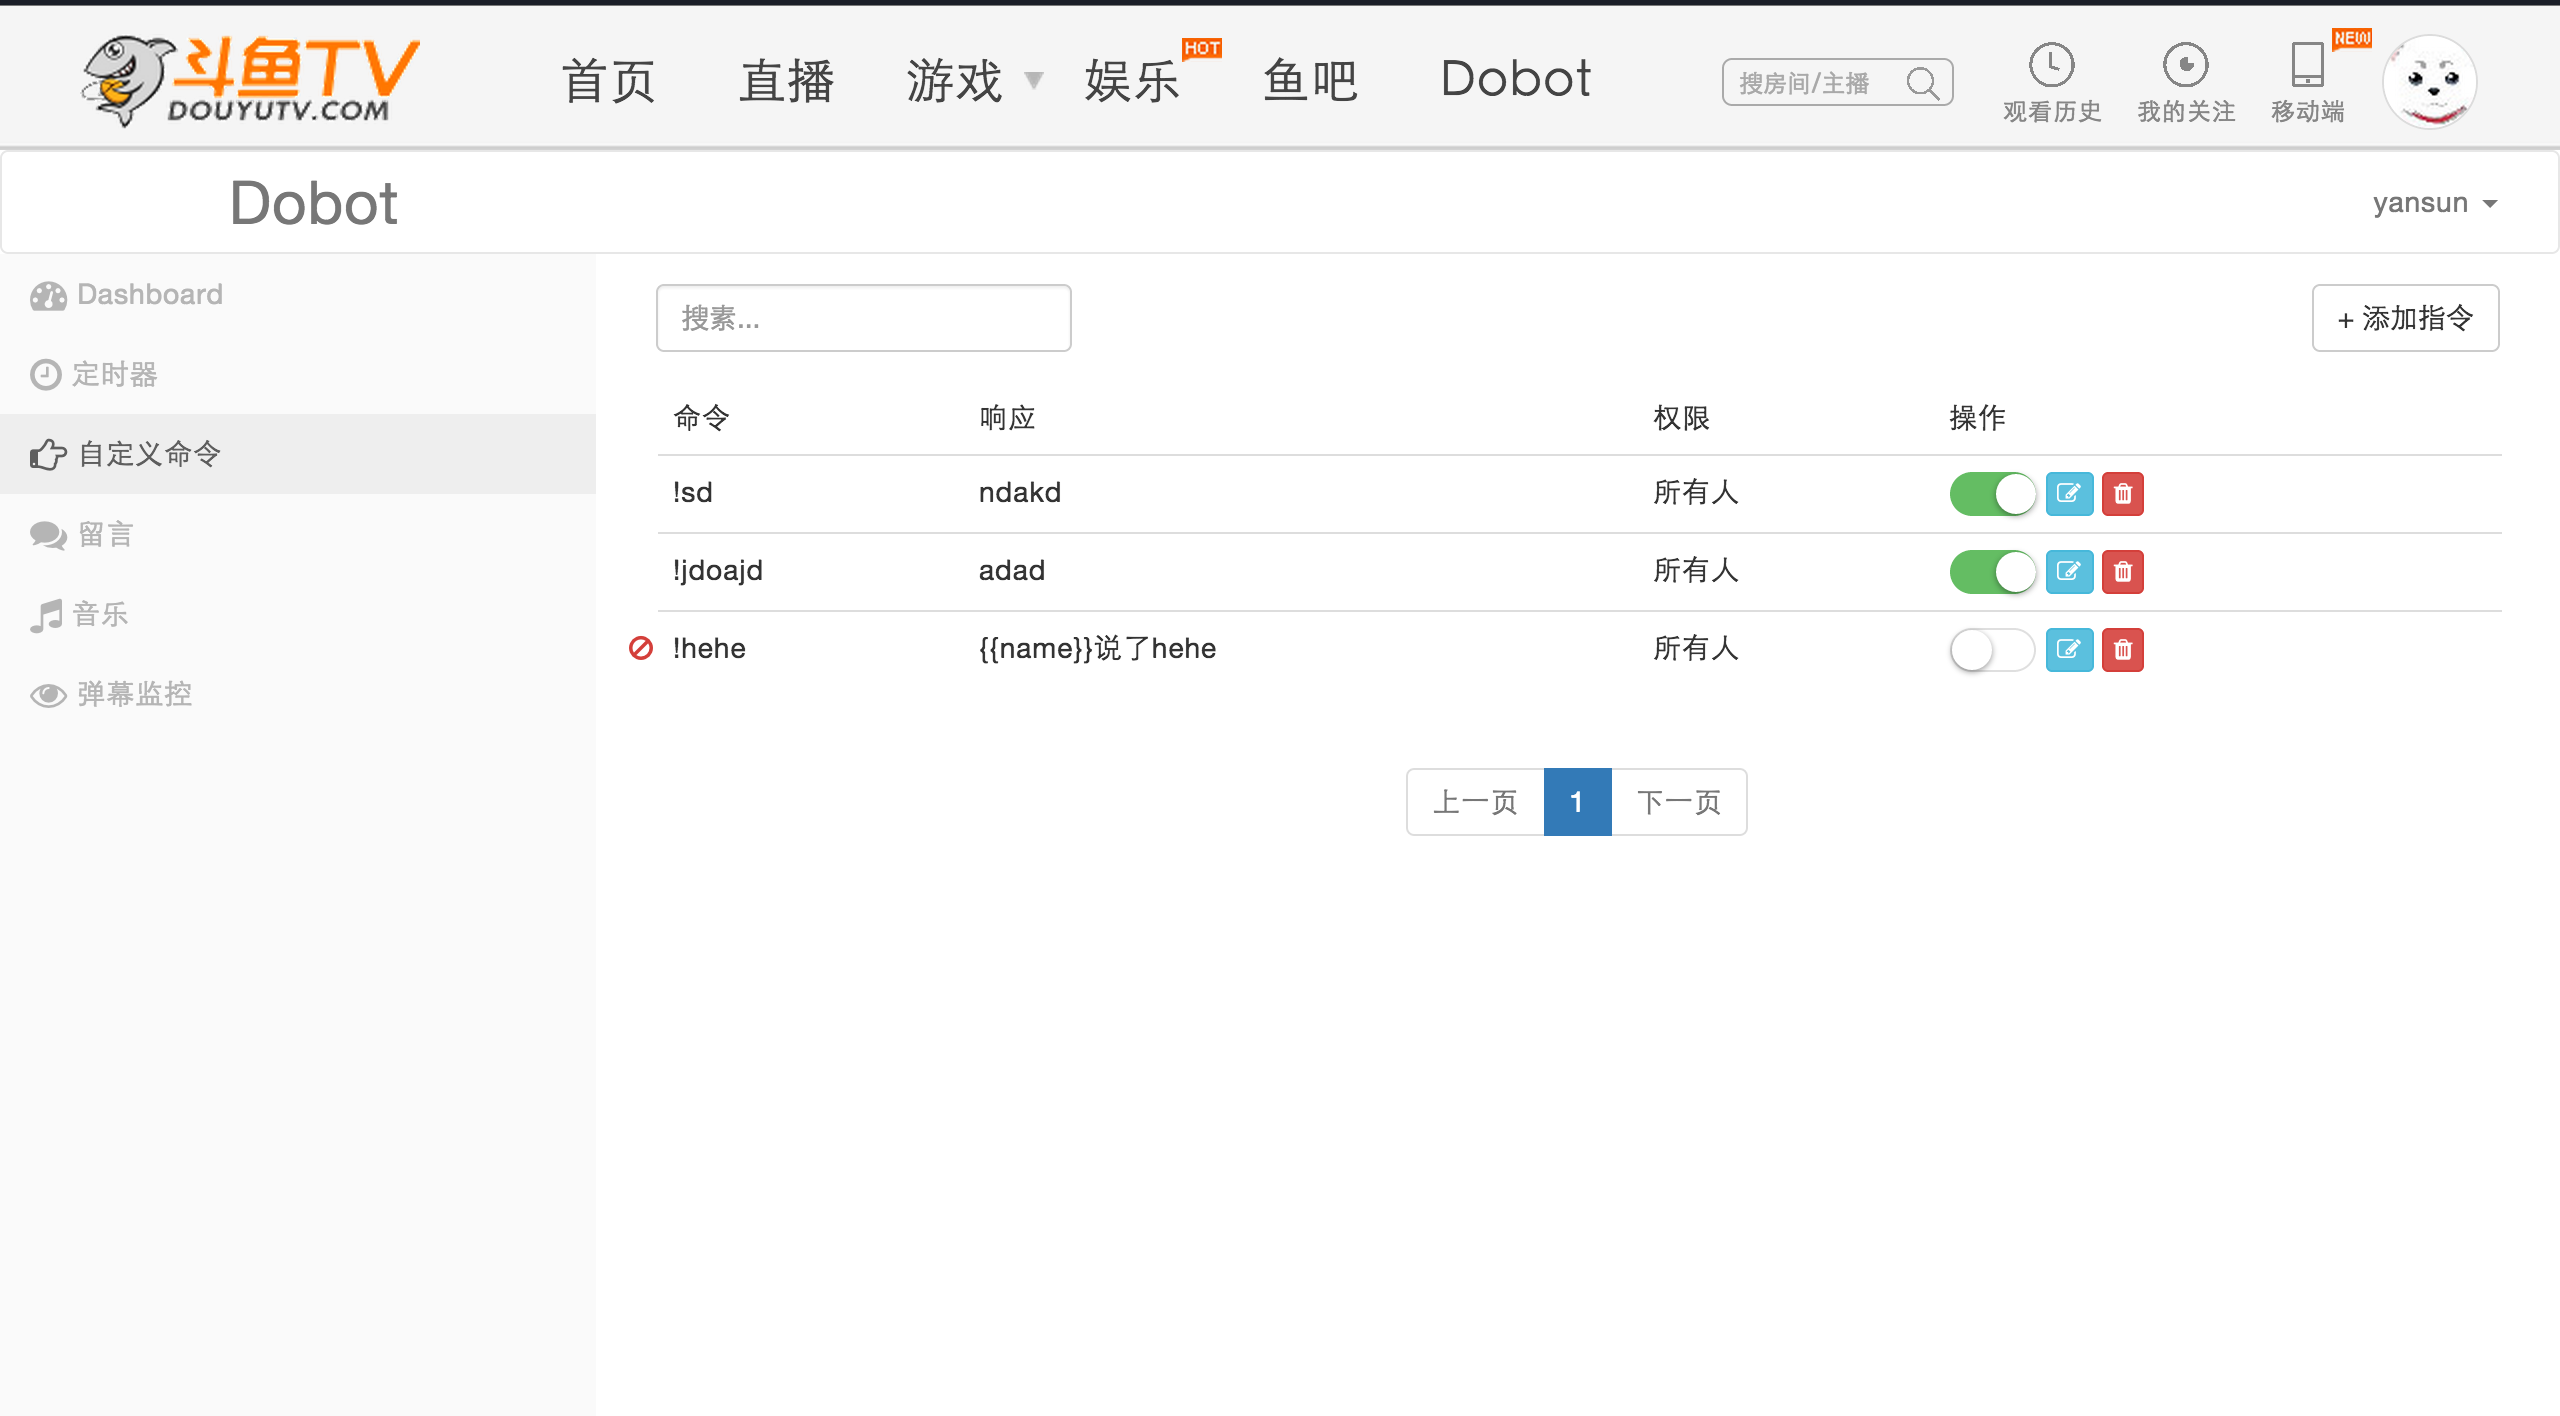 斗鱼TV
DOUYUTV.COM
首页 直播 游戏 娱乐 HOT 鱼吧 Dobot 搜房间/主播 观看历史 我的关注 移动端 NEW
Dobot yansun
Dashboard
定时器
自定义命令
留言
音乐
弹幕监控
搜素... + 添加指令
命令 响应 权限 操作
!sd ndakd 所有人
!jdoajd adad 所有人
!hehe {{name}}说了hehe 所有人
上一页 1 下一页